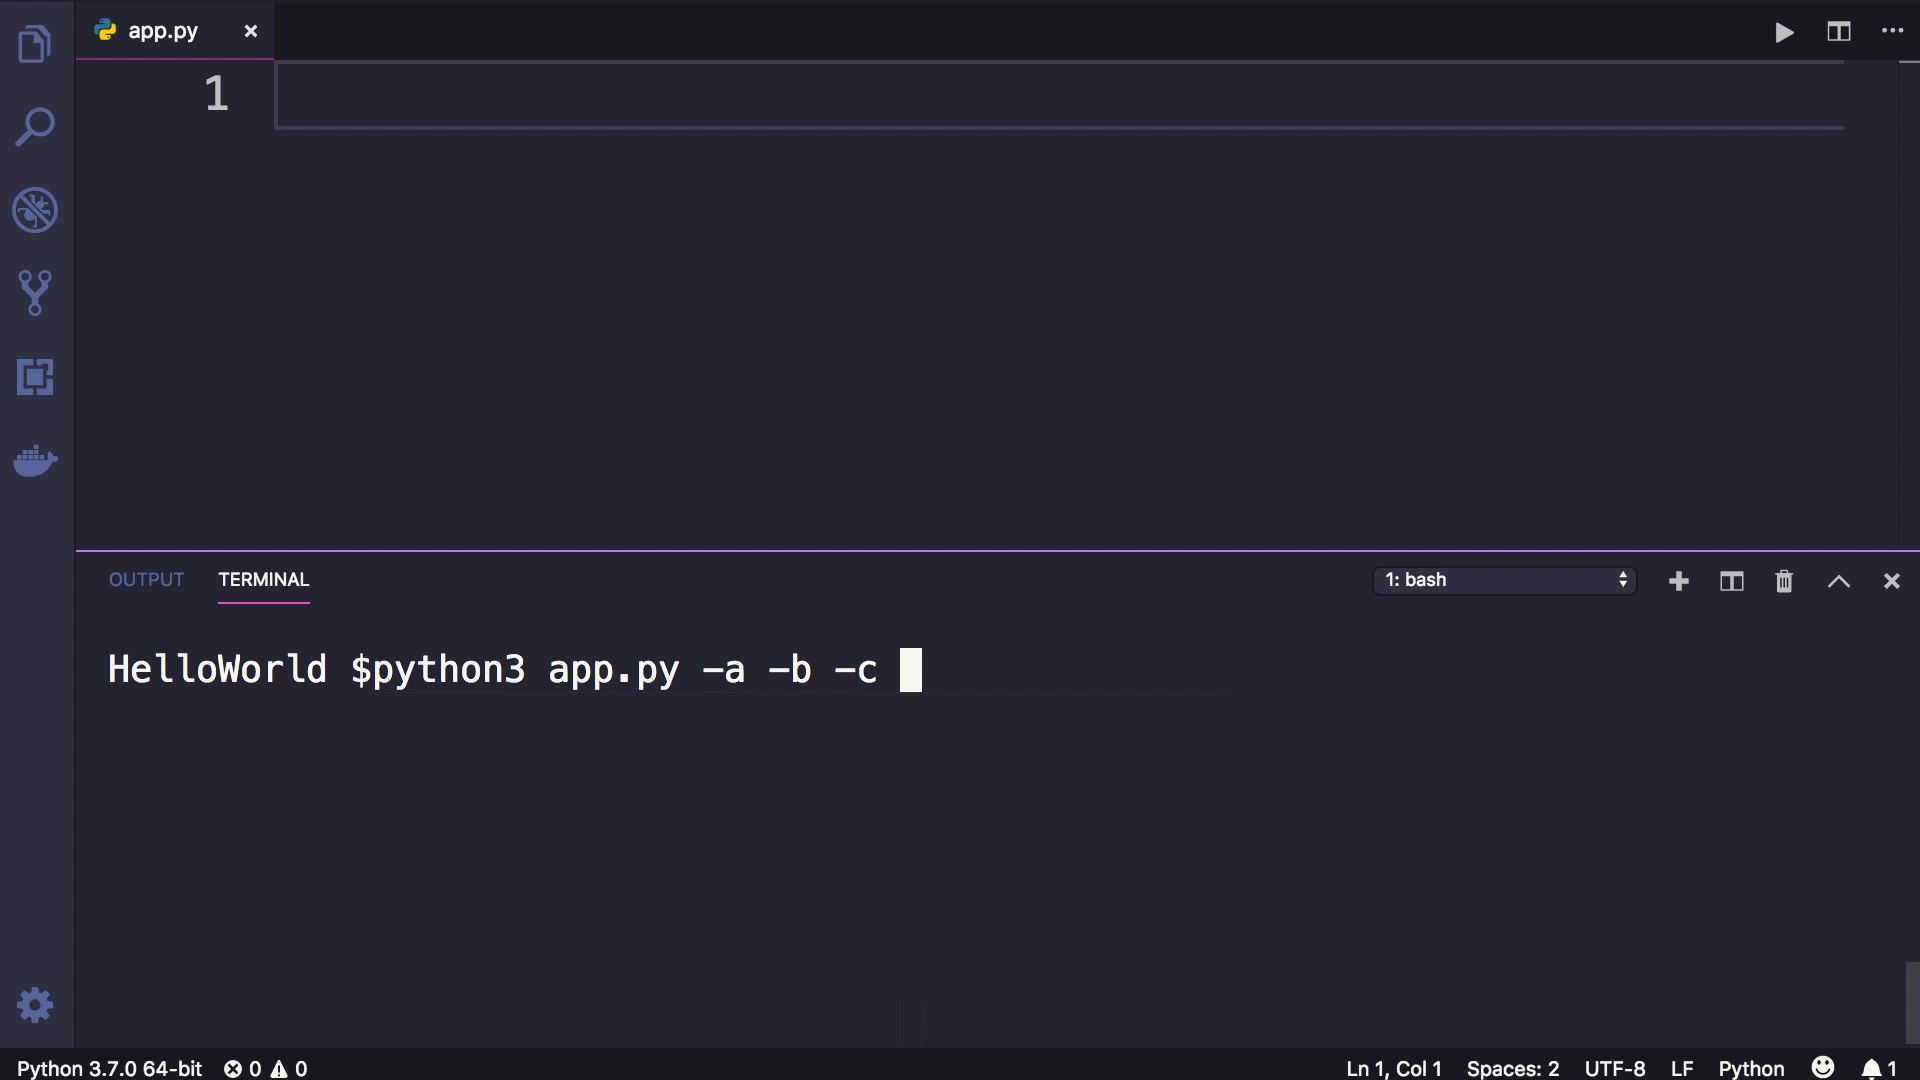 app.py
1
OUTPUT TERMINAL 1: bash
HelloWorld $python3 app.py -a -b -c
Python 3.7.0 64-bit 0 0 Ln 1, Col 1 Spaces: 2 UTF-8 LF Python 1